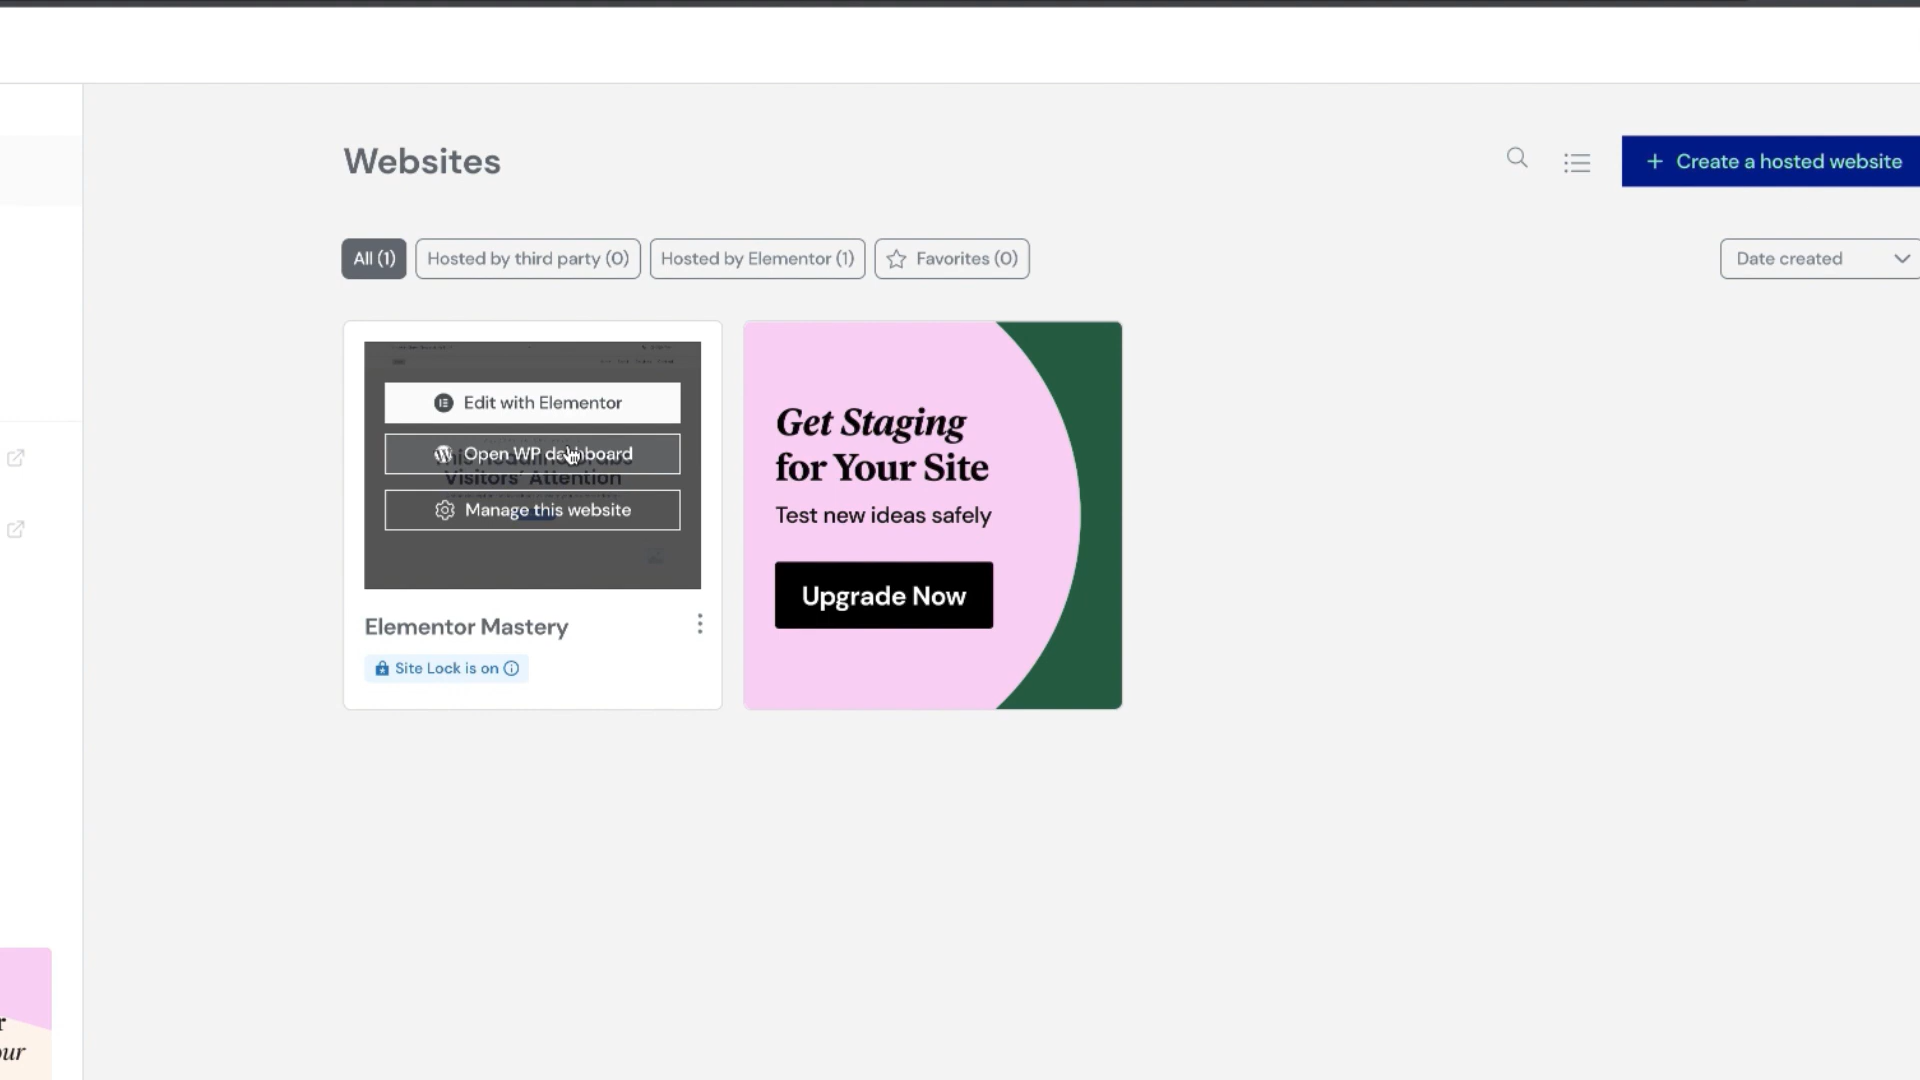 Websites
+ Create a hosted website
All (1)
Hosted by third party (0)
Hosted by Elementor (1)
Favorites (0)
Date created
Edit with Elementor
Open WP dashboard
Visitors' Attention
Manage this website
Elementor Mastery
Site Lock is on
Get Staging
for Your Site
Test new ideas safely
Upgrade Now